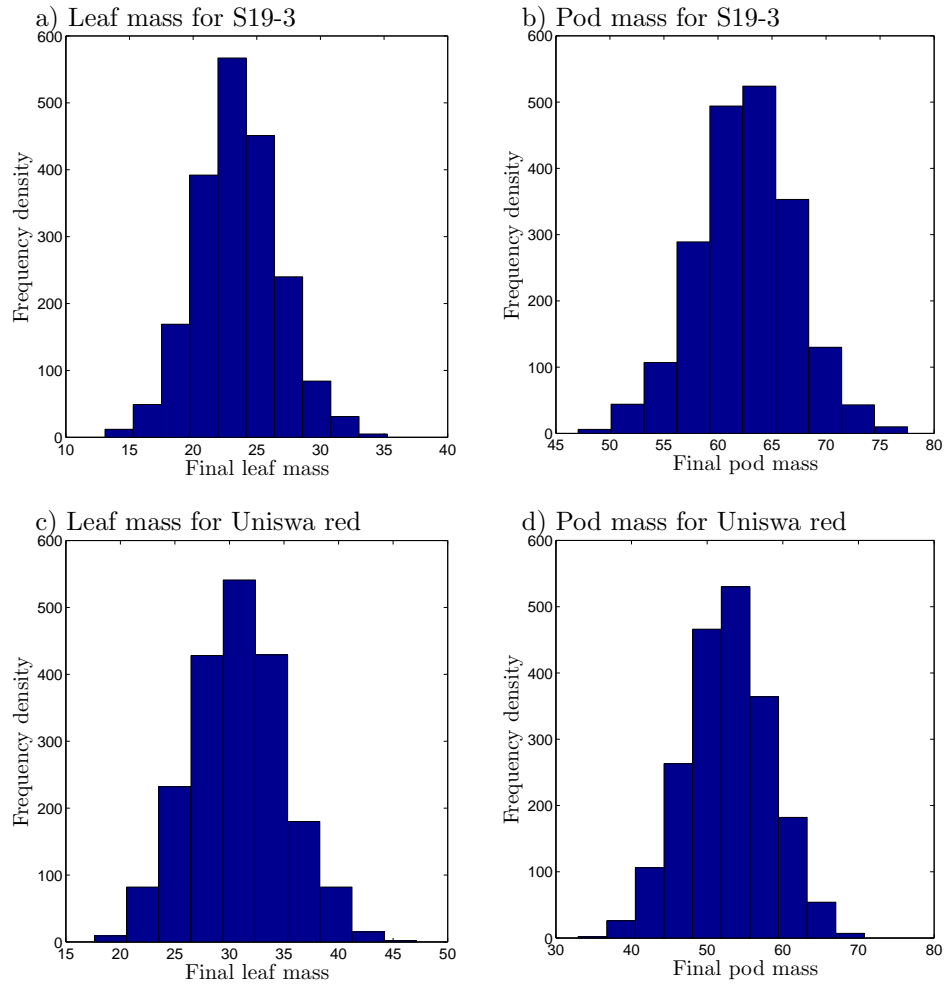 a) Leaf mass for S19-3
600
500
400
300
200
100
0
10 15 20 25 30 35 40
Frequency density
Final leaf mass
b) Pod mass for S19-3
600
500
400
300
200
100
0
45 50 55 60 65 70 75 80
Frequency density
Final pod mass
c) Leaf mass for Uniswa red
600
500
400
300
200
100
0
15 20 25 30 35 40 45 50
Frequency density
Final leaf mass
d) Pod mass for Uniswa red
600
500
400
300
200
100
0
30 40 50 60 70 80
Frequency density
Final pod mass